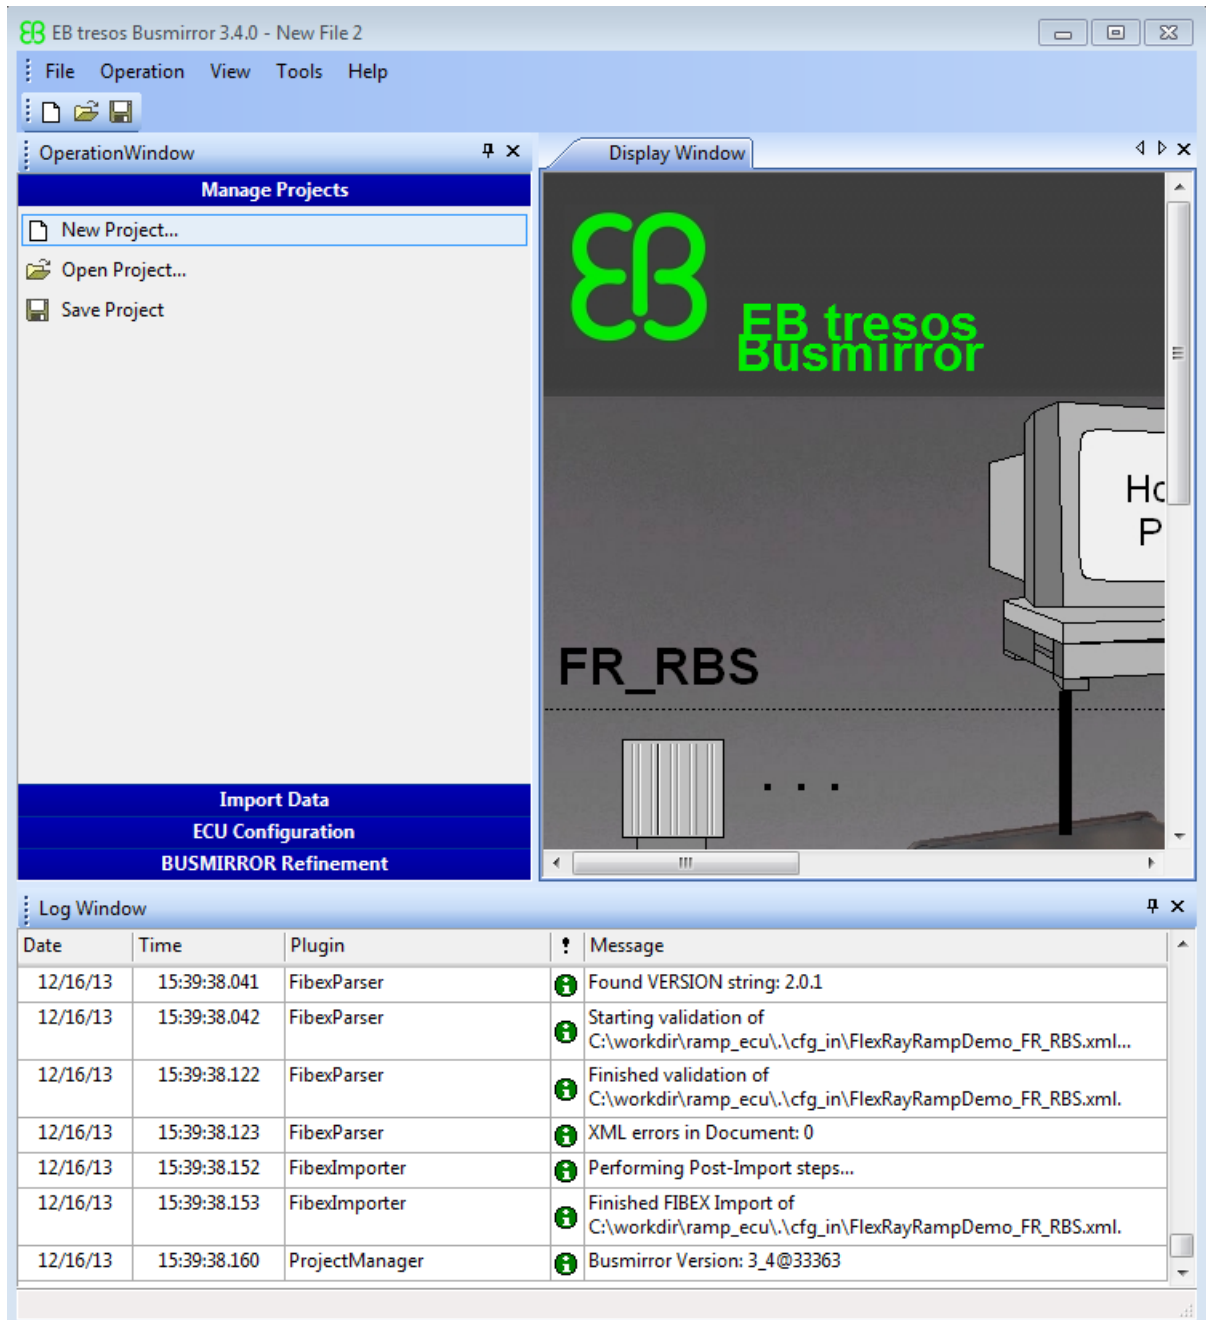 EB tresos Busmirror 3.4.0 - New File 2
File Operation View Tools Help
OperationWindow
Display Window
Manage Projects
New Project...
Open Project...
Save Project
EB
EB tresos
Busmirror
Ho
P
FR_RBS
. . .
Import Data
ECU Configuration
BUSMIRROR Refinement
Log Window
Date Time Plugin ! Message
12/16/13 15:39:38.041 FibexParser Found VERSION string: 2.0.1
12/16/13 15:39:38.042 FibexParser Starting validation of
C:\workdir\ramp_ecu\.\cfg_in\FlexRayRampDemo_FR_RBS.xml...
12/16/13 15:39:38.122 FibexParser Finished validation of
C:\workdir\ramp_ecu\.\cfg_in\FlexRayRampDemo_FR_RBS.xml.
12/16/13 15:39:38.123 FibexParser XML errors in Document: 0
12/16/13 15:39:38.152 FibexImporter Performing Post-Import steps...
12/16/13 15:39:38.153 FibexImporter Finished FIBEX Import of
C:\workdir\ramp_ecu\.\cfg_in\FlexRayRampDemo_FR_RBS.xml.
12/16/13 15:39:38.160 ProjectManager Busmirror Version: 3_4@33363